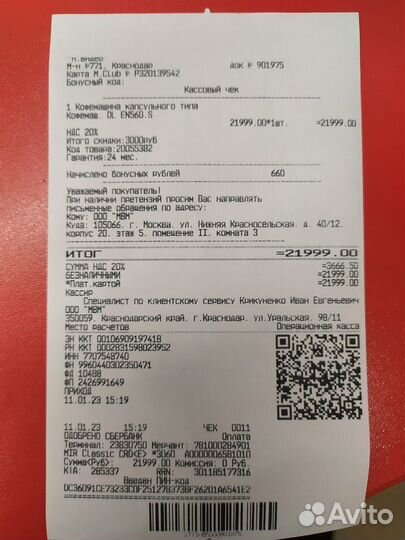 М.Видео
М-н №771, Краснодар док № 901975
Карта M.Club № P320139542
Бонусный код:
Кассовый чек
1 Кофемашина капсульного типа
Кофемаш. DL EN560.S
21999.00*1шт. =21999.00
НДС 20%
Итого скидки:3000руб
Код товара:20055382
Гарантия:24 мес.
Начислено бонусных рублей 660
Уважаемый покупатель!
При наличии претензий просим Вас направлять
письменные обращения по адресу:
Кому: ООО "МВМ"
Куда: 105066, г. Москва, ул. Нижняя Красносельская, д. 40/12,
корпус 20, этаж 5, помещение II, комната 3
ИТОГ =21999.00
СУММА НДС 20% =3666.50
БЕЗНАЛИЧНЫМИ =21999.00
*Плат.картой =21999.00
Кассир
Специалист по клиентскому сервису Крикуненко Иван Евгеньевич
ООО "МВМ"
350059, Краснодарский край, г.Краснодар, ул.Уральская, 98/11
Место расчетов Операционная касса
ЗН ККТ 00106909197418
РН ККТ 0002831598023952
ИНН 7707548740
ФН 9960440302350471
ФД 10488
ФП 2426991649
ПРИХОД
11.01.23 15:19
11.01.23 15:19 ЧЕК 0011
ОДОБРЕНО СБЕРБАНК Оплата
Терминал: 23830750 Мерчант: 781000284901
MIR CLassic CRD(E) *3060 A0000006581010
Сумма(Руб): 21999.00 Комиссия: 0 Руб.
КІА: 285337 RRN: 301185177316
Введен ПИН-код
DC36091CE73233CDF25127B373BF26201A6541E2
Avito